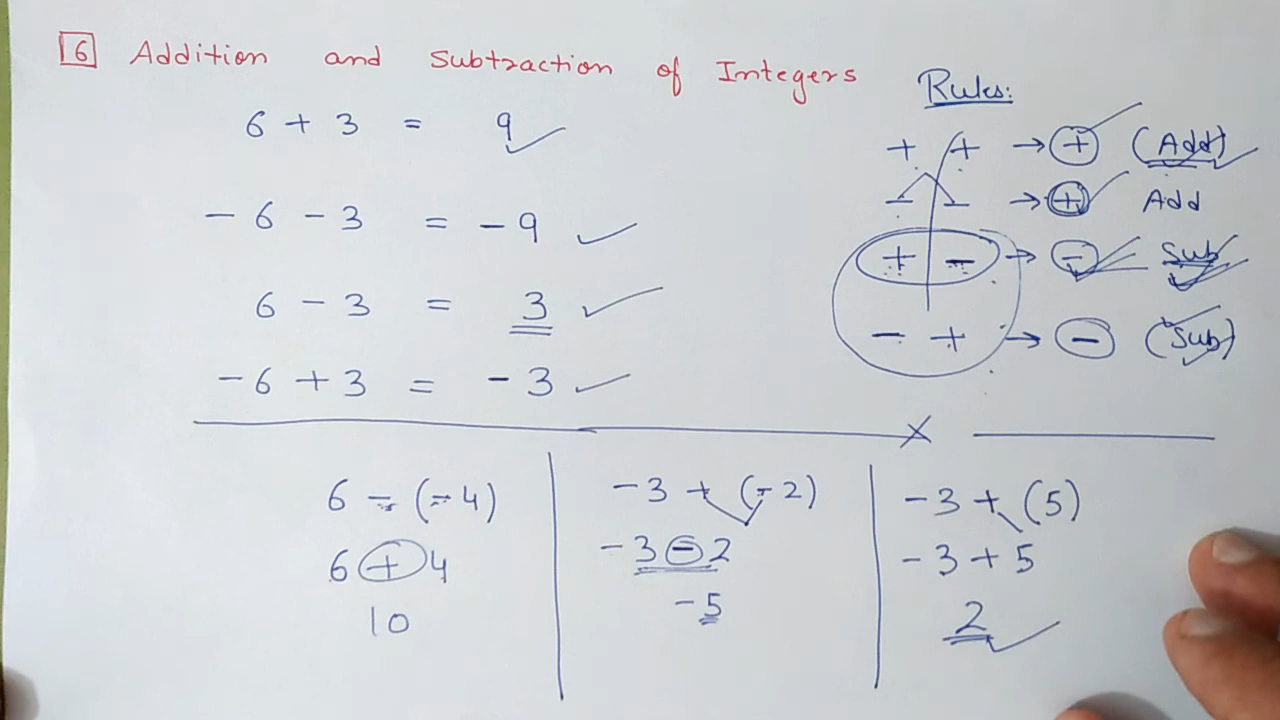 6 Addition and Subtraction of Integers
6 + 3 = 9
- 6 - 3 = - 9
6 - 3 = 3
- 6 + 3 = - 3
Rules:
+ + → + (Add)
- - → + Add
+ - → - Sub
- + → - (Sub)
6 - (- 4)
6 + 4
10
- 3 + (- 2)
- 3 - 2
- 5
- 3 + (5)
- 3 + 5
2